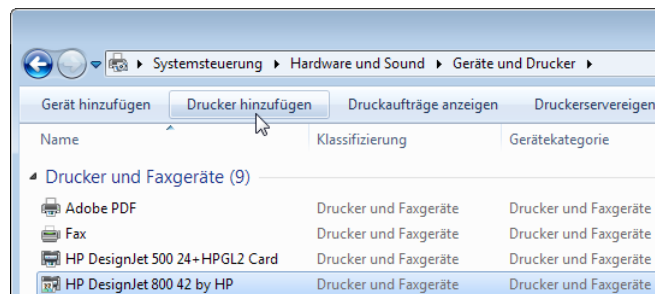 Systemsteuerung Hardware und Sound Geräte und Drucker
Gerät hinzufügen Drucker hinzufügen Druckaufträge anzeigen Druckerservereigen
Name Klassifizierung Gerätekategorie
Drucker und Faxgeräte (9)
Adobe PDF Drucker und Faxgeräte Drucker und Faxgeräte
Fax Drucker und Faxgeräte Drucker und Faxgeräte
HP DesignJet 500 24+HPGL2 Card Drucker und Faxgeräte Drucker und Faxgeräte
HP DesignJet 800 42 by HP Drucker und Faxgeräte Drucker und Faxgeräte